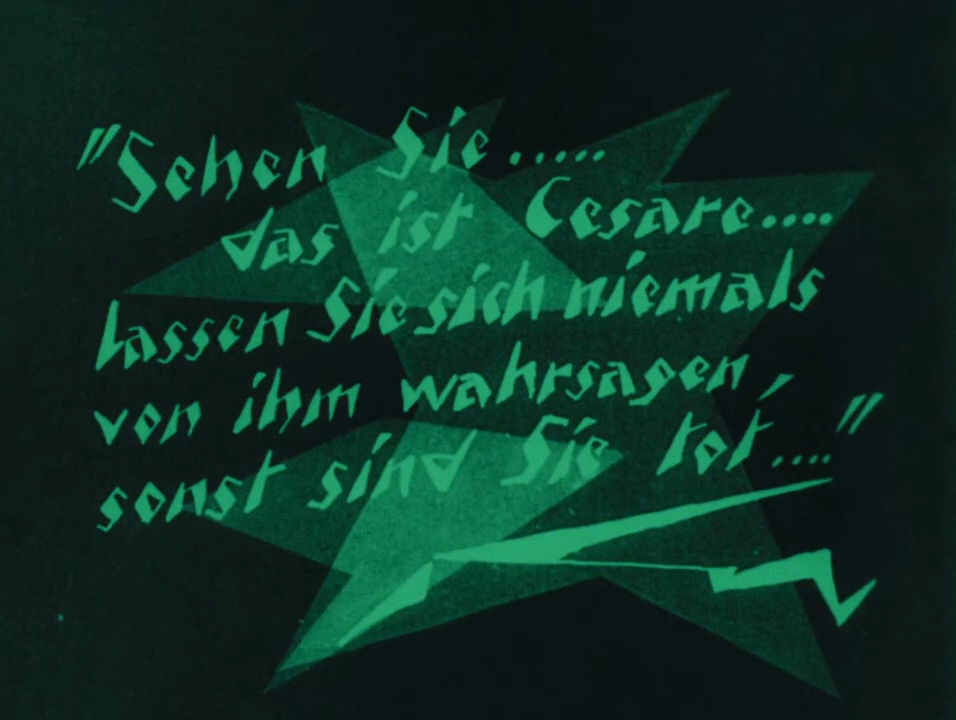 "Sehen Sie.....
das ist Cesare....
lassen Sie sich niemals
von ihm wahrsagen,
sonst sind Sie tot...."